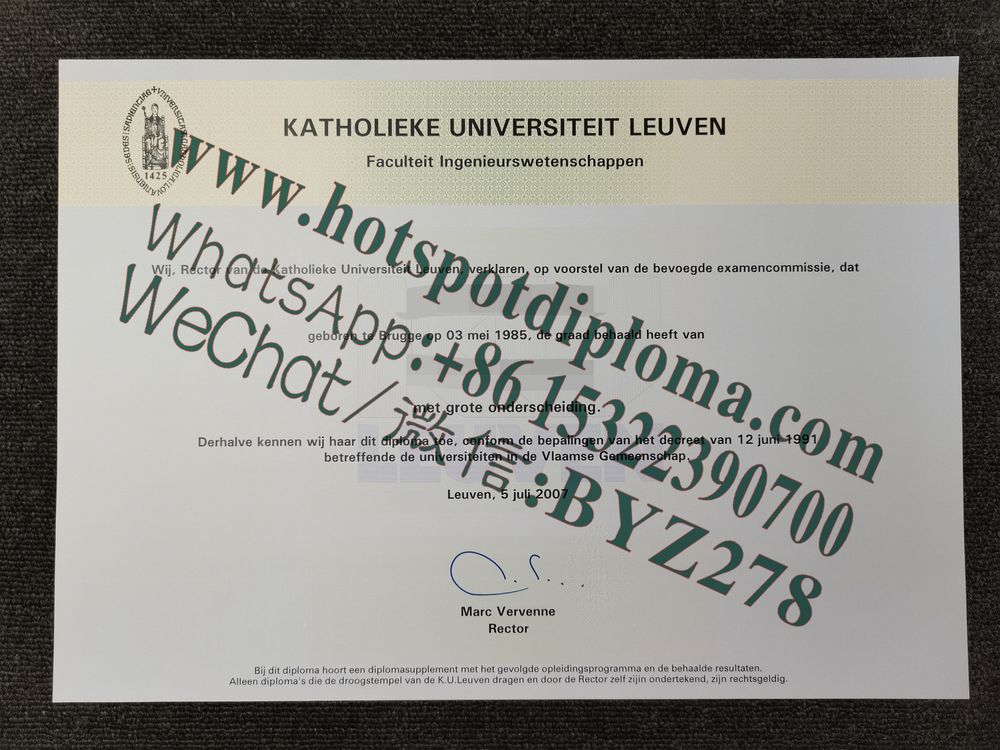 KATHOLIEKE UNIVERSITEIT LEUVEN
Faculteit Ingenieurswetenschappen
1425
www.hotspotdiploma.com
WhatsApp:+86 15322390700
WeChat/微信:BYZ278
Wij, Rector van de Katholieke Universiteit Leuven, verklaren, op voorstel van de bevoegde examencommissie, dat
geboren te Brugge op 03 mei 1985, de graad behaald heeft van
met grote onderscheiding.
Derhalve kennen wij haar dit diploma toe, conform de bepalingen van het decreet van 12 juni 1991
betreffende de universiteiten in de Vlaamse Gemeenschap.
LEUVEN
Leuven, 5 juli 2007
Marc Vervenne
Rector
Bij dit diploma hoort een diplomasupplement met het gevolgde opleidingsprogramma en de behaalde resultaten.
Alleen diploma's die de droogstempel van de K.U.Leuven dragen en door de Rector zelf zijin ondertekend, zijn rechtsgeldig.